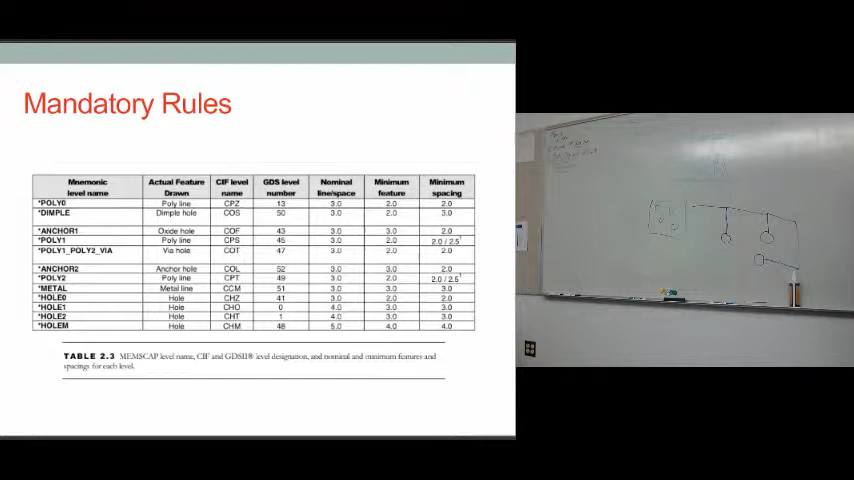 Mandatory Rules
Mnemonic level name Actual Feature Drawn CIF level name GDS level number Nominal line/space Minimum feature Minimum spacing
*POLY0 Poly line CPZ 13 3.0 2.0 2.0
*DIMPLE Dimple hole COS 50 3.0 2.0 3.0
*ANCHOR1 Oxide hole COF 43 3.0 3.0 2.0
*POLY1 Poly line CPS 45 3.0 2.0 2.0 / 2.5¹
*POLY1_POLY2_VIA Via hole COT 47 3.0 2.0 2.0
*ANCHOR2 Anchor hole COL 52 3.0 3.0 2.0
*POLY2 Poly line CPT 49 3.0 2.0 2.0 / 2.5¹
*METAL Metal line CCM 51 3.0 3.0 3.0
*HOLE0 Hole CHZ 41 3.0 2.0 2.0
*HOLE1 Hole CHO 0 4.0 3.0 3.0
*HOLE2 Hole CHT 1 4.0 3.0 3.0
*HOLEM Hole CHM 48 5.0 4.0 4.0
TABLE 2.3 MEMSCAP level name, CIF and GDSII® level designation, and nominal and minimum features and
spacings for each level.